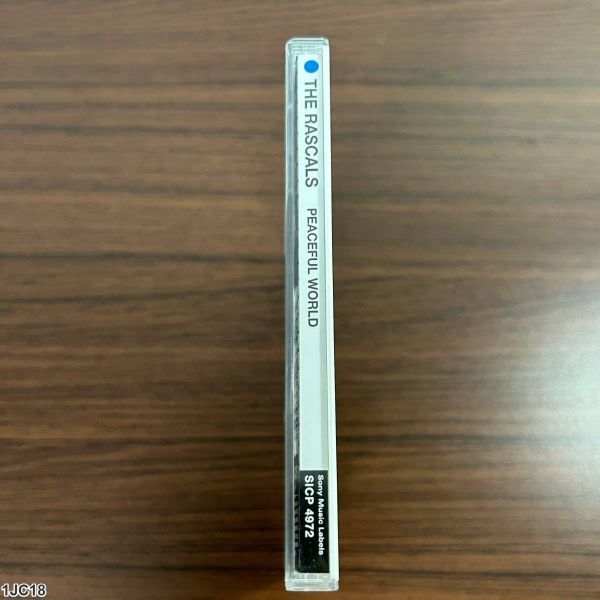 THE RASCALS PEACEFUL WORLD
Sony Music Labels
SICP 4972
1JC18